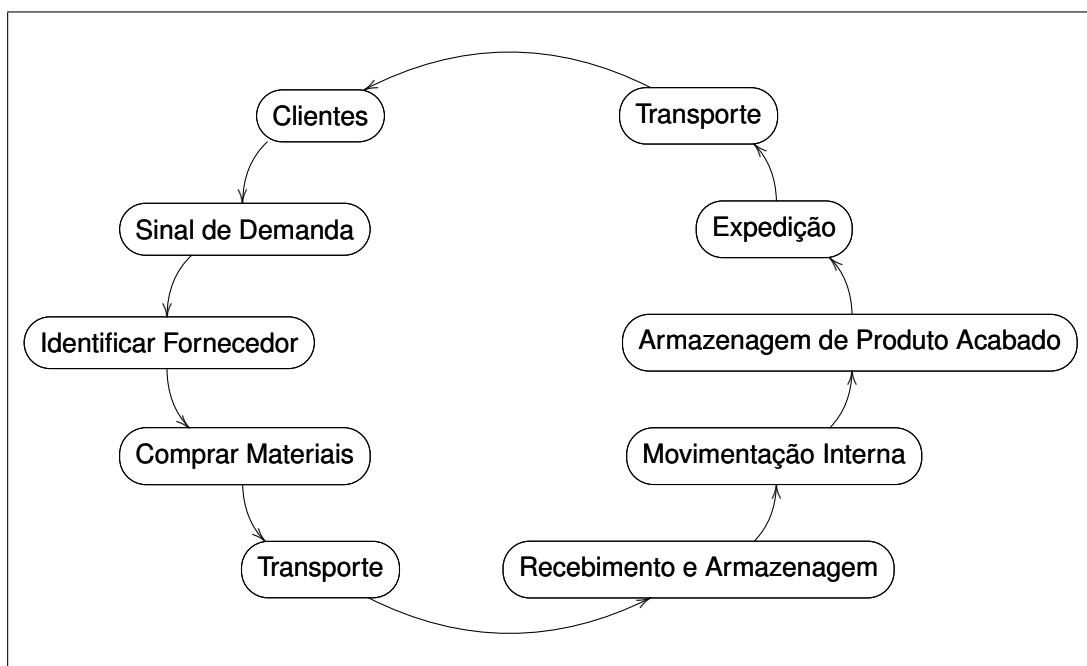 Clientes
Transporte
Sinal de Demanda
Expedição
Identificar Fornecedor
Armazenagem de Produto Acabado
Comprar Materiais
Movimentação Interna
Transporte
Recebimento e Armazenagem